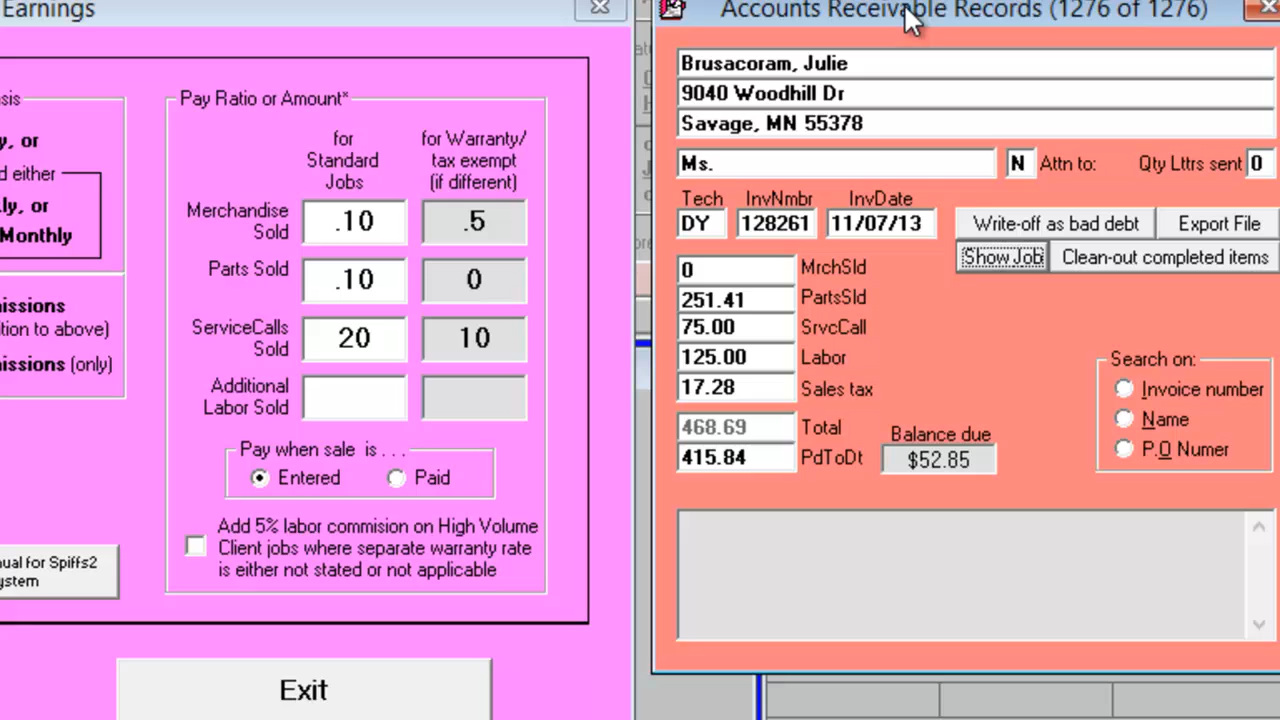 Earnings
sis
y, or
d either
ly, or
Monthly
issions
ition to above)
issions (only)
nual for Spiffs2
ystem
Pay Ratio or Amount*
for
Standard
Jobs
for Warranty/
tax exempt
(if different)
Merchandise
Sold
.10
.5
Parts Sold
.10
0
ServiceCalls
Sold
20
10
Additional
Labor Sold
Pay when sale is . . .
Entered
Paid
Add 5% labor commision on High Volume
Client jobs where separate warranty rate
is either not stated or not applicable
Exit
Accounts Receivable Records (1276 of 1276)
Brusacoram, Julie
9040 Woodhill Dr
Savage, MN 55378
Ms.
N Attn to:
Qty Lttrs sent 0
Tech InvNmbr InvDate
DY 128261 11/07/13
Write-off as bad debt
Export File
Show Job
Clean-out completed items
0 MrchSld
251.41 PartsSld
75.00 SrvcCall
125.00 Labor
17.28 Sales tax
468.69 Total
415.84 PdToDt
Balance due
$52.85
Search on:
Invoice number
Name
P.O Numer